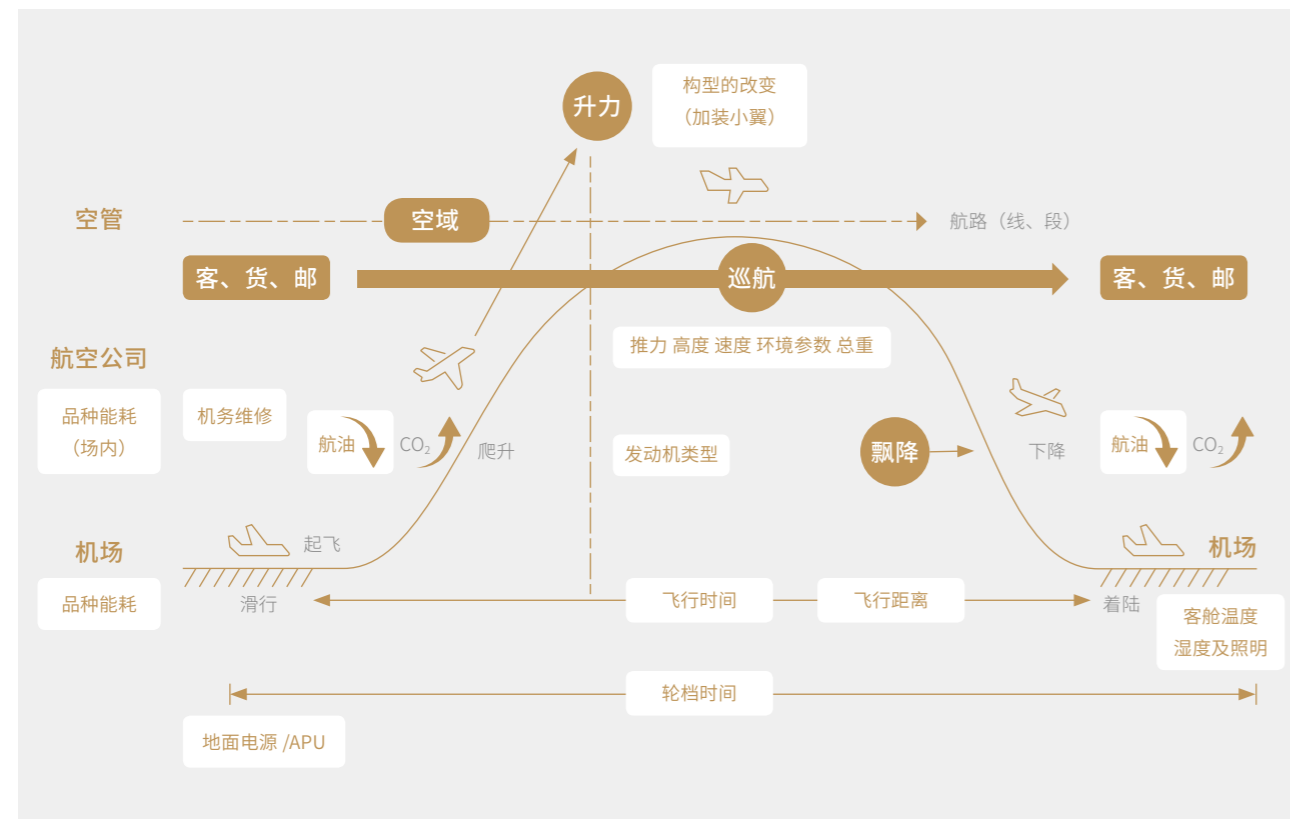 升力
构型的改变
（加装小翼）
空管
空域
航路（线、段）
客、货、邮
巡航
客、货、邮
推力 高度 速度 环境参数 总重
航空公司
品种能耗
（场内）
机务维修
航油
CO₂
爬升
发动机类型
飘降
下降
航油
CO₂
机场
起飞
机场
品种能耗
滑行
飞行时间
飞行距离
着陆
客舱温度
湿度及照明
轮档时间
地面电源 /APU